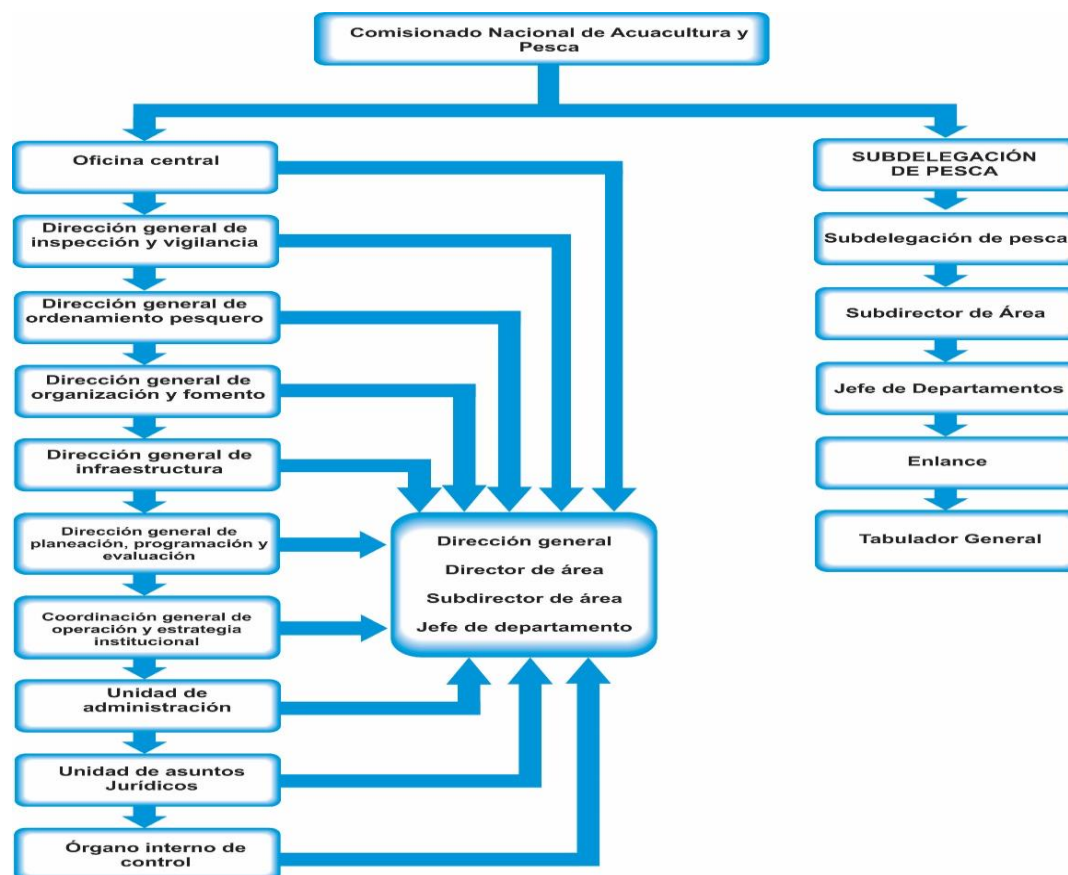 Comisionado Nacional de Acuacultura y
Pesca
Oficina central
Dirección general de
inspección y vigilancia
Dirección general de
ordenamiento pesquero
Dirección general de
organización y fomento
Dirección general de
infraestructura
Dirección general de
planeación, programación y
evaluación
Coordinación general de
operación y estrategia
institucional
Unidad de
administración
Unidad de asuntos
Jurídicos
Órgano interno de
control
Dirección general
Director de área
Subdirector de área
Jefe de departamento
SUBDELEGACIÓN
DE PESCA
Subdelegación de pesca
Subdirector de Área
Jefe de Departamentos
Enlance
Tabulador General